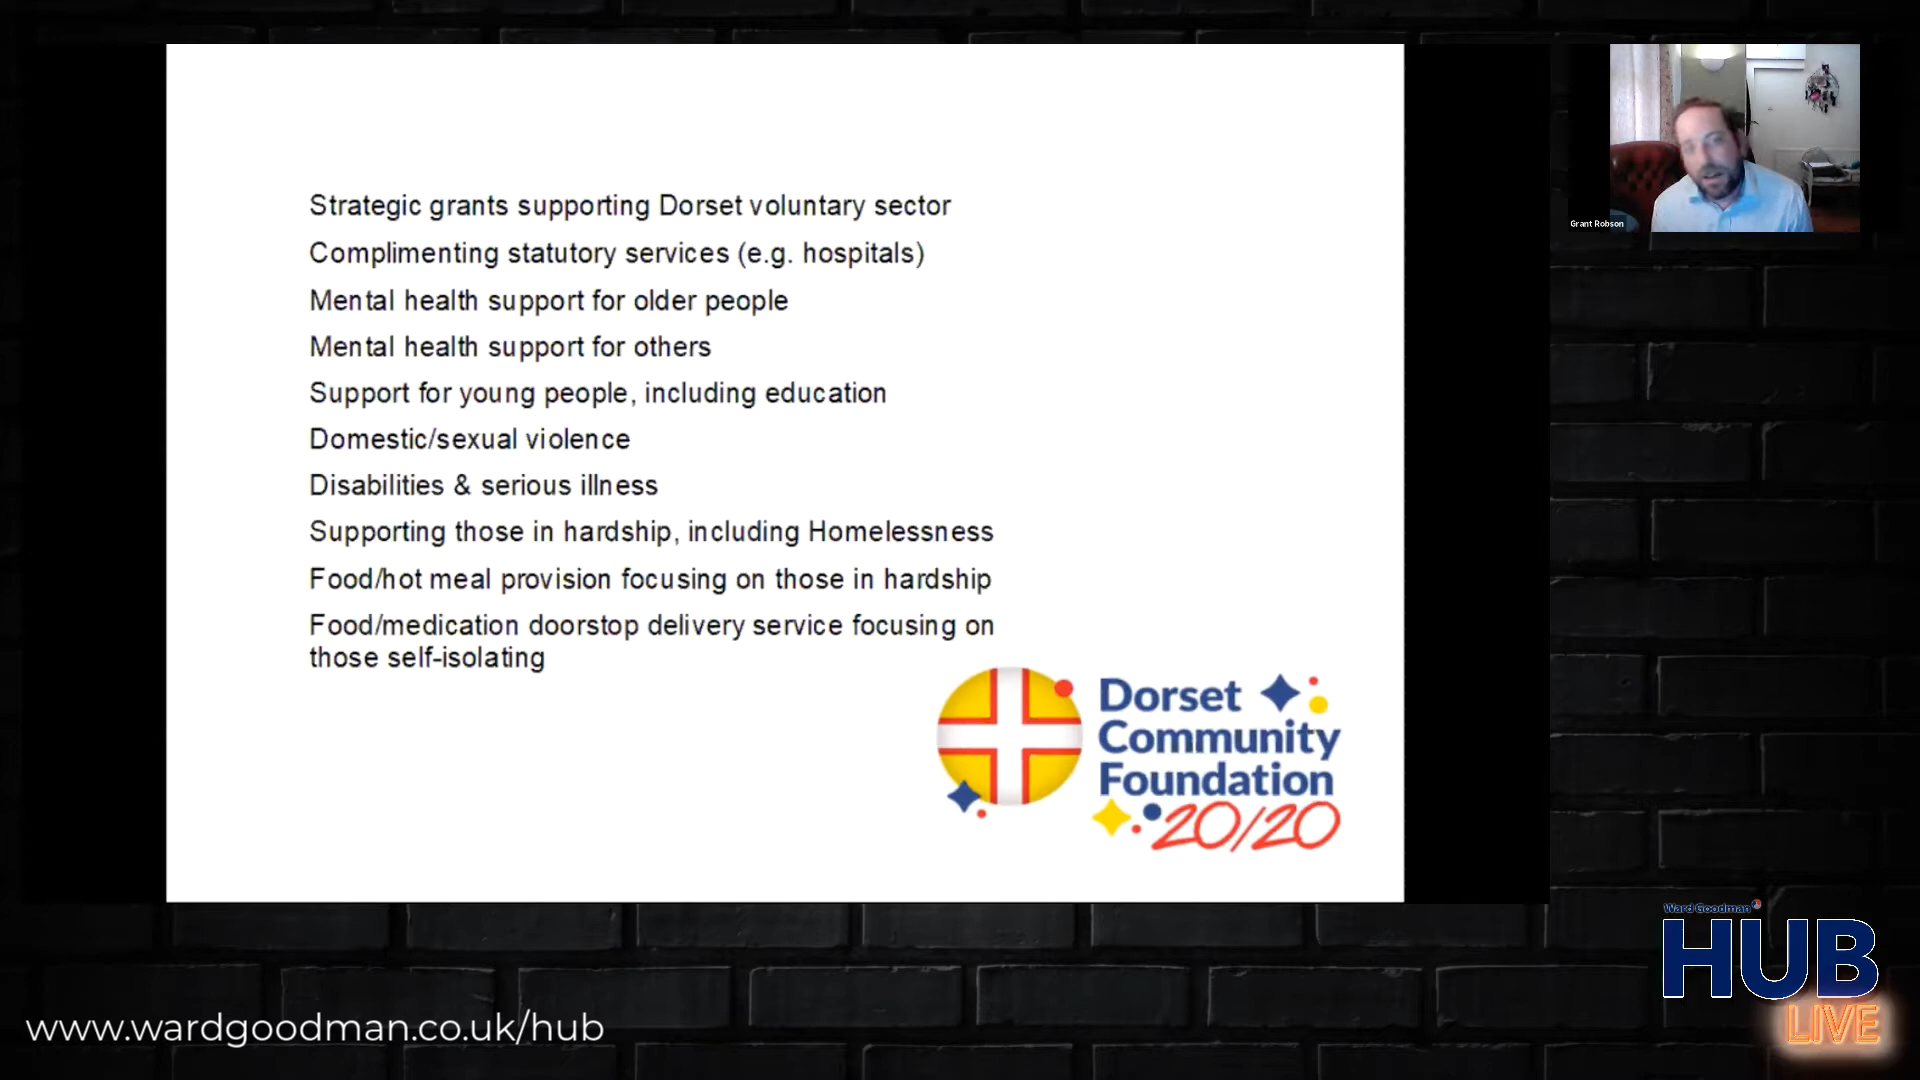 Strategic grants supporting Dorset voluntary sector
Complimenting statutory services (e.g. hospitals)
Mental health support for older people
Mental health support for others
Support for young people, including education
Domestic/sexual violence
Disabilities & serious illness
Supporting those in hardship, including Homelessness
Food/hot meal provision focusing on those in hardship
Food/medication doorstop delivery service focusing on
those self-isolating
Dorset
Community
Foundation
20/20
Grant Robson
Ward Goodman
HUB
LIVE
www.wardgoodman.co.uk/hub